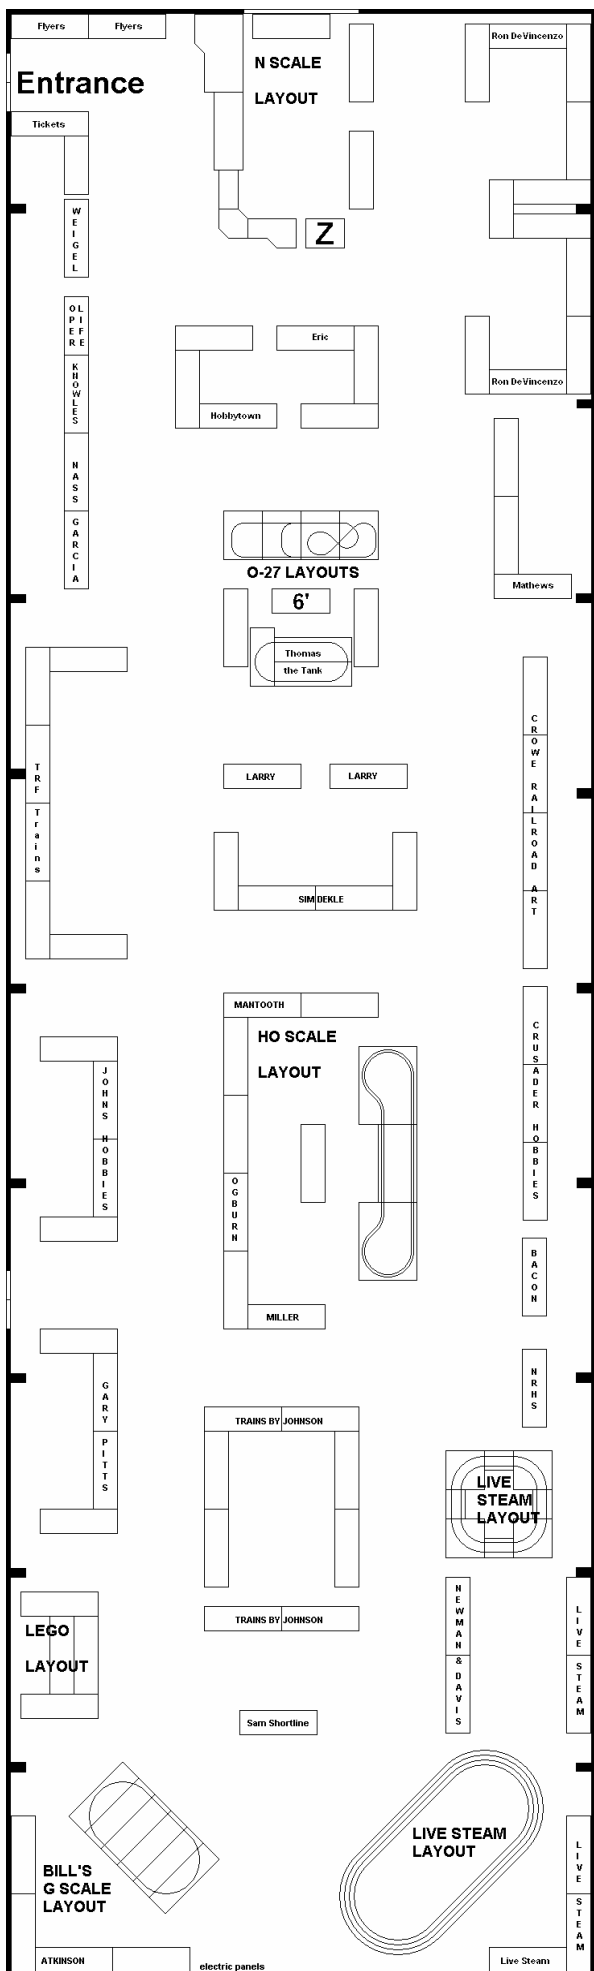 Flyers
Flyers
Ron DeVincenzo
N SCALE
LAYOUT
Entrance
Tickets
WEIGEL
Z
LIFE
OPER
Eric
KNOWLES
Ron DeVincenzo
Hobbytown
NASS
GARCIA
O-27 LAYOUTS
Mathews
6'
Thomas
the Tank
CROWE RAILROAD ART
TRF Trains
LARRY
LARRY
SIM DEKLE
MANTOOTH
HO SCALE
LAYOUT
CRUSADER HOBBIES
JOHNS HOBBIES
OGBURN
BACON
MILLER
NRHS
GARY PITTS
TRAINS BY JOHNSON
LIVE
STEAM
LAYOUT
NEWMAN & DAVIS
LIVE STEAM
TRAINS BY JOHNSON
LEGO
LAYOUT
Sam Shortline
LIVE STEAM
LAYOUT
LIVE STEAM
BILL'S
G SCALE
LAYOUT
ATKINSON
electric panels
Live Steam